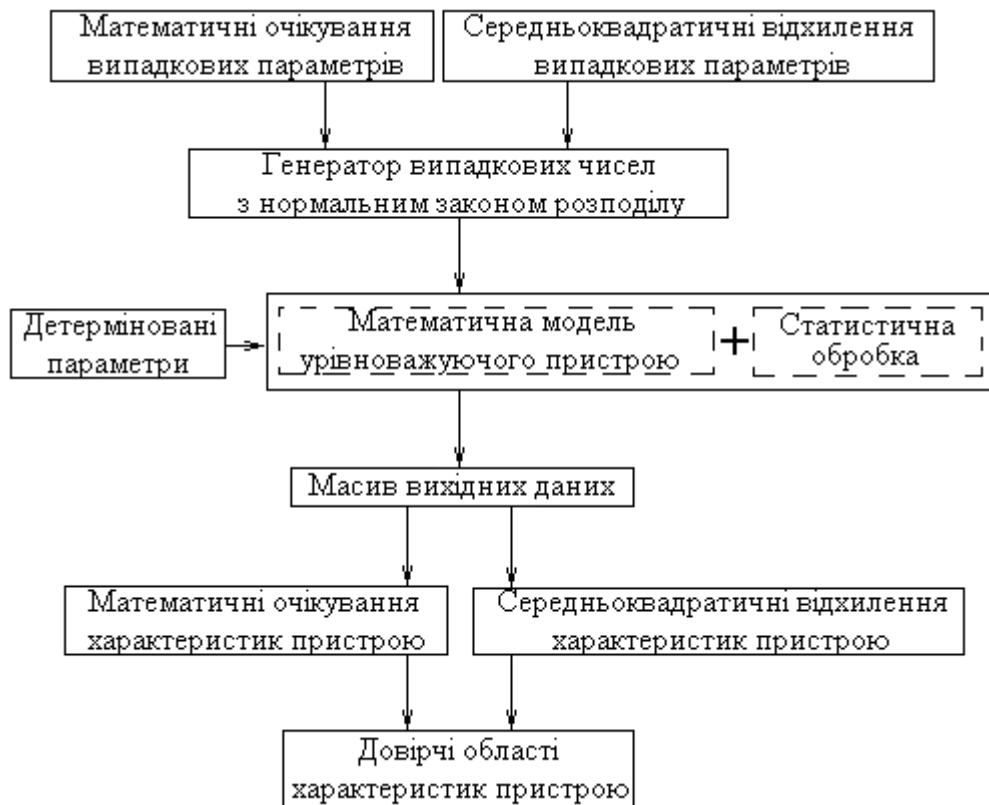 Математичні очікування
випадкових параметрів
Середньоквадратичні відхилення
випадкових параметрів
Генератор випадкових чисел
з нормальним законом розподілу
Детерміновані
параметри
Математична модель
урівноважуючого пристрою
+
Статистична
обробка
Масив вихідних даних
Математичні очікування
характеристик пристрою
Середньоквадратичні відхилення
характеристик пристрою
Довірчі області
характеристик пристрою